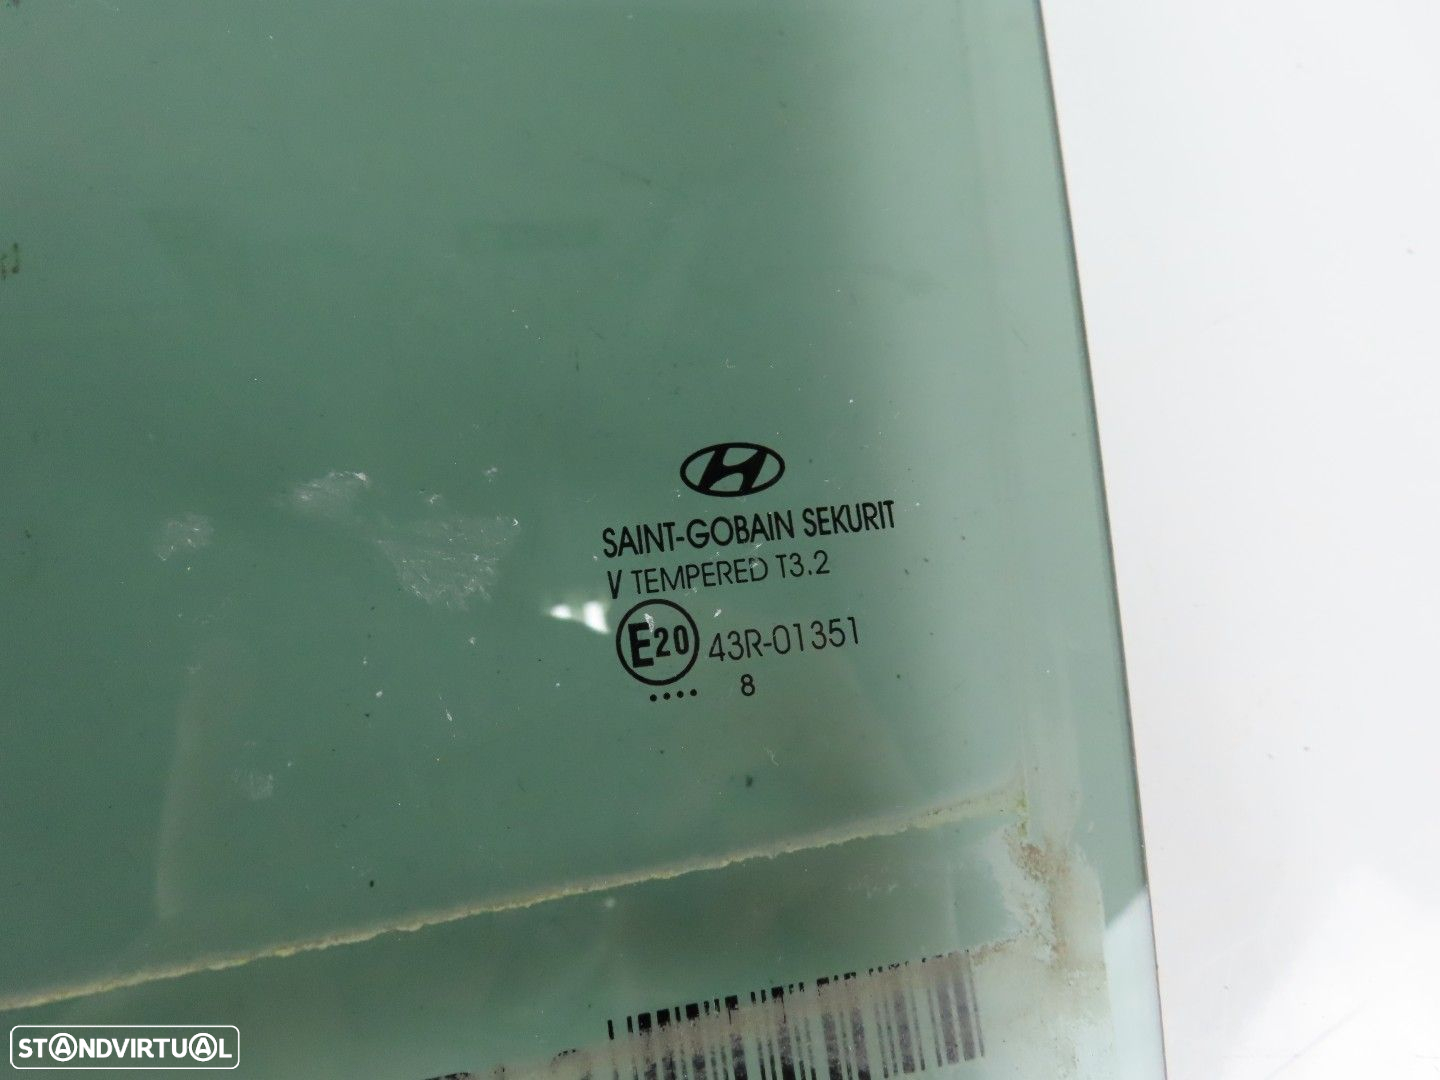 SAINT-GOBAIN SEKURIT
V TEMPERED T3.2
E20 43R-01351
.... 8
STANDVIRTUAL